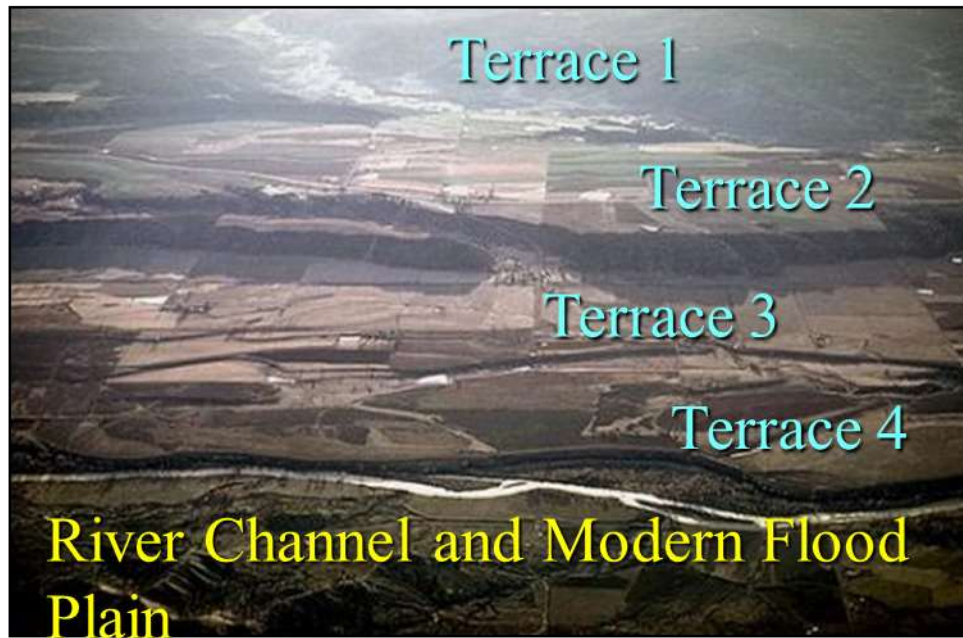 Terrace 1
Terrace 2
Terrace 3
Terrace 4
River Channel and Modern Flood
Plain